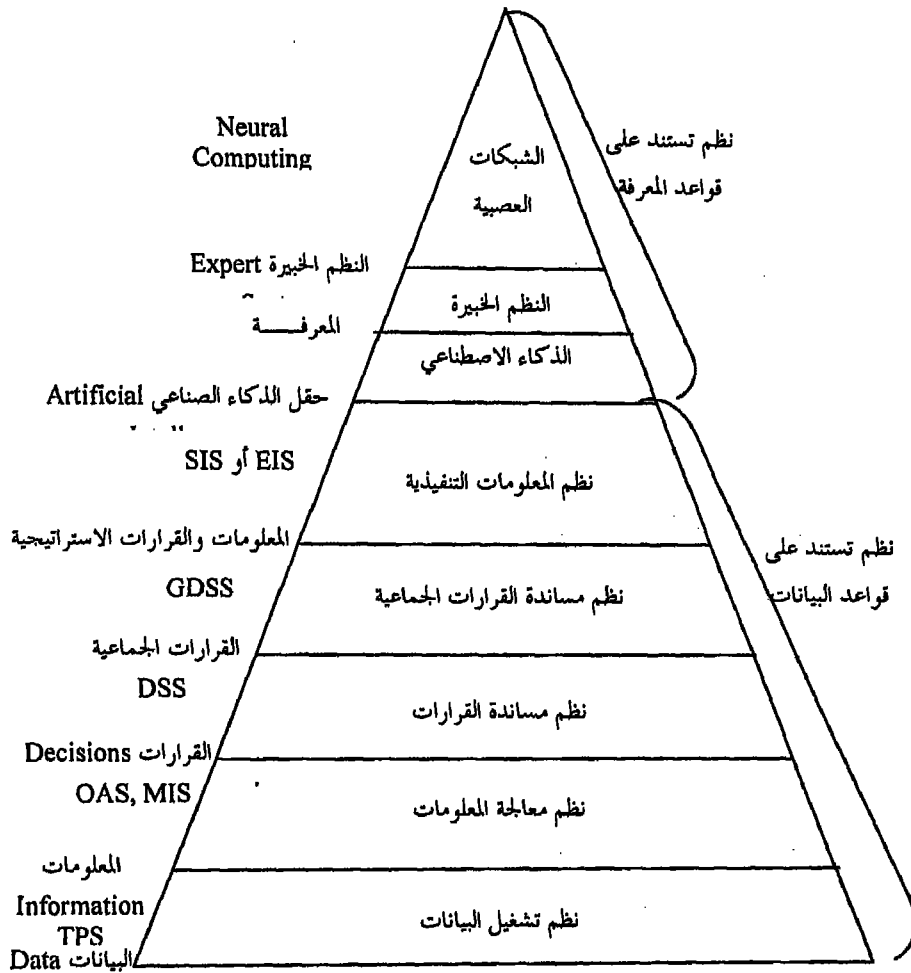 Neural
Computing
الشبكات
العصبية
نظم تستند على
قواعد المعرفة
النظم الخبيرة Expert
النظم الخبيرة
المعرفــــة
الذكاء الاصطناعي
حقل الذكاء الصناعي Artificial
SIS أو EIS
نظم المعلومات التنفيذية
المعلومات والقرارات الاستراتيجية
نظم تستند على
قواعد البيانات
GDSS
نظم مساندة القرارات الجماعية
القرارات الجماعية
DSS
نظم مساندة القرارات
القرارات Decisions
OAS, MIS
نظم معالجة المعلومات
المعلومات
Information
TPS
نظم تشغيل البيانات
البيانات Data